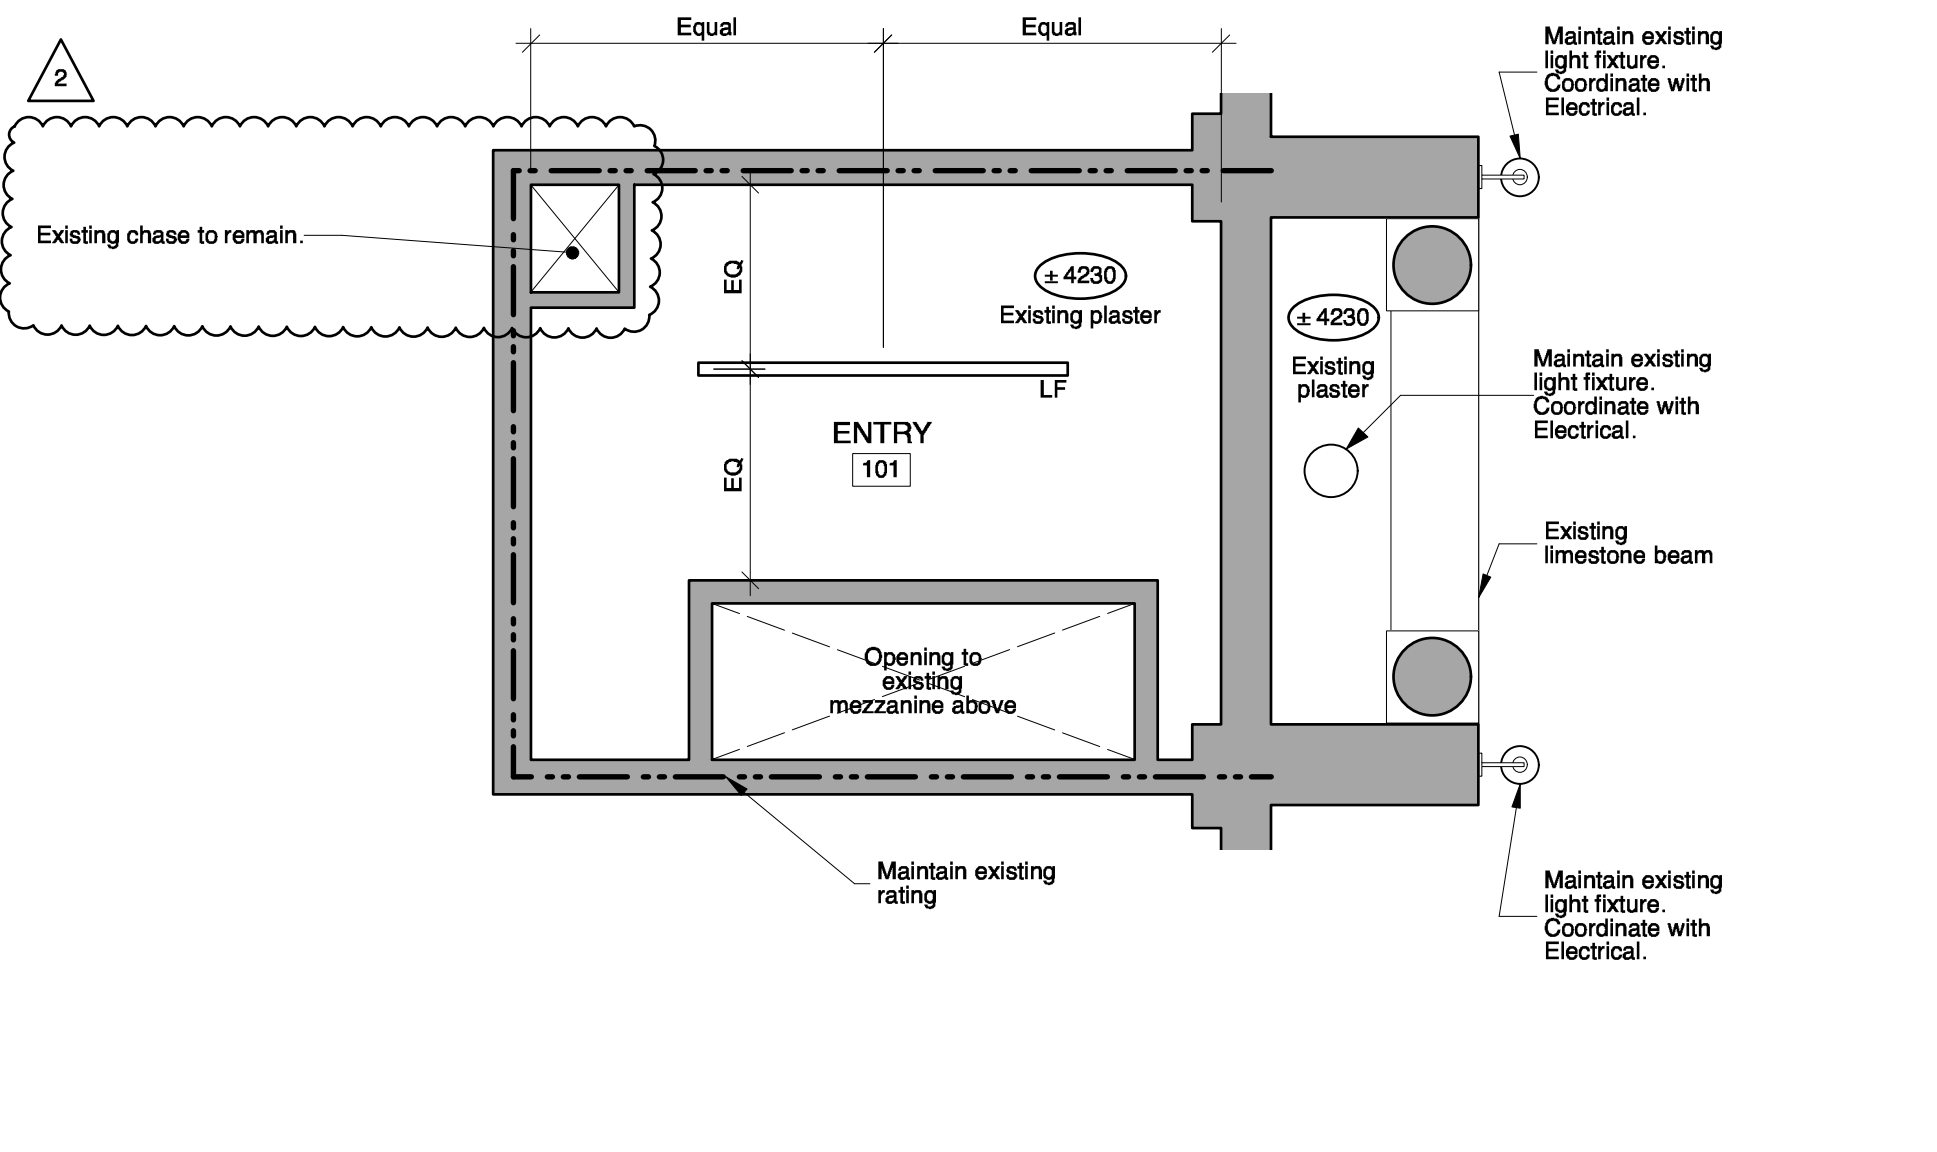 Equal
Equal
Maintain existing
light fixture.
Coordinate with
Electrical.
2
Existing chase to remain.
EQ
± 4230
Existing plaster
± 4230
Existing
plaster
Maintain existing
light fixture.
Coordinate with
Electrical.
LF
ENTRY
101
EQ
Existing
limestone beam
Opening to
existing
mezzanine above
Maintain existing
rating
Maintain existing
light fixture.
Coordinate with
Electrical.